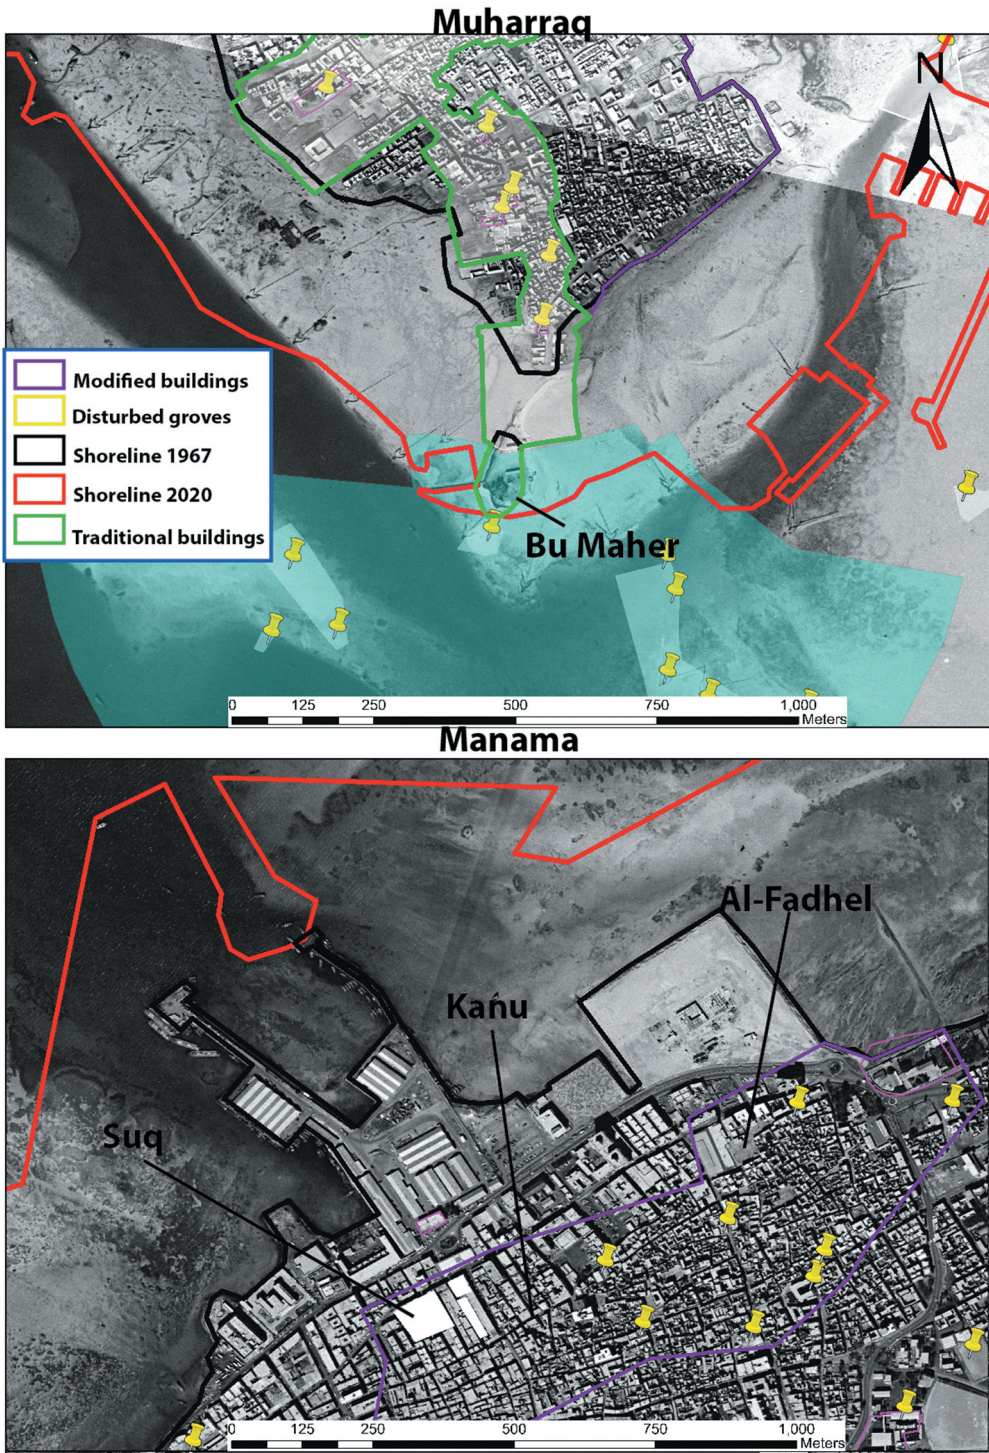 Muharraq
N
Modified buildings
Disturbed groves
Shoreline 1967
Shoreline 2020
Traditional buildings
Bu Maher
0 125 250 500 750 1,000
Meters
Manama
Al-Fadhel
Kanu
Suq
0 125 250 500 750 1,000
Meters